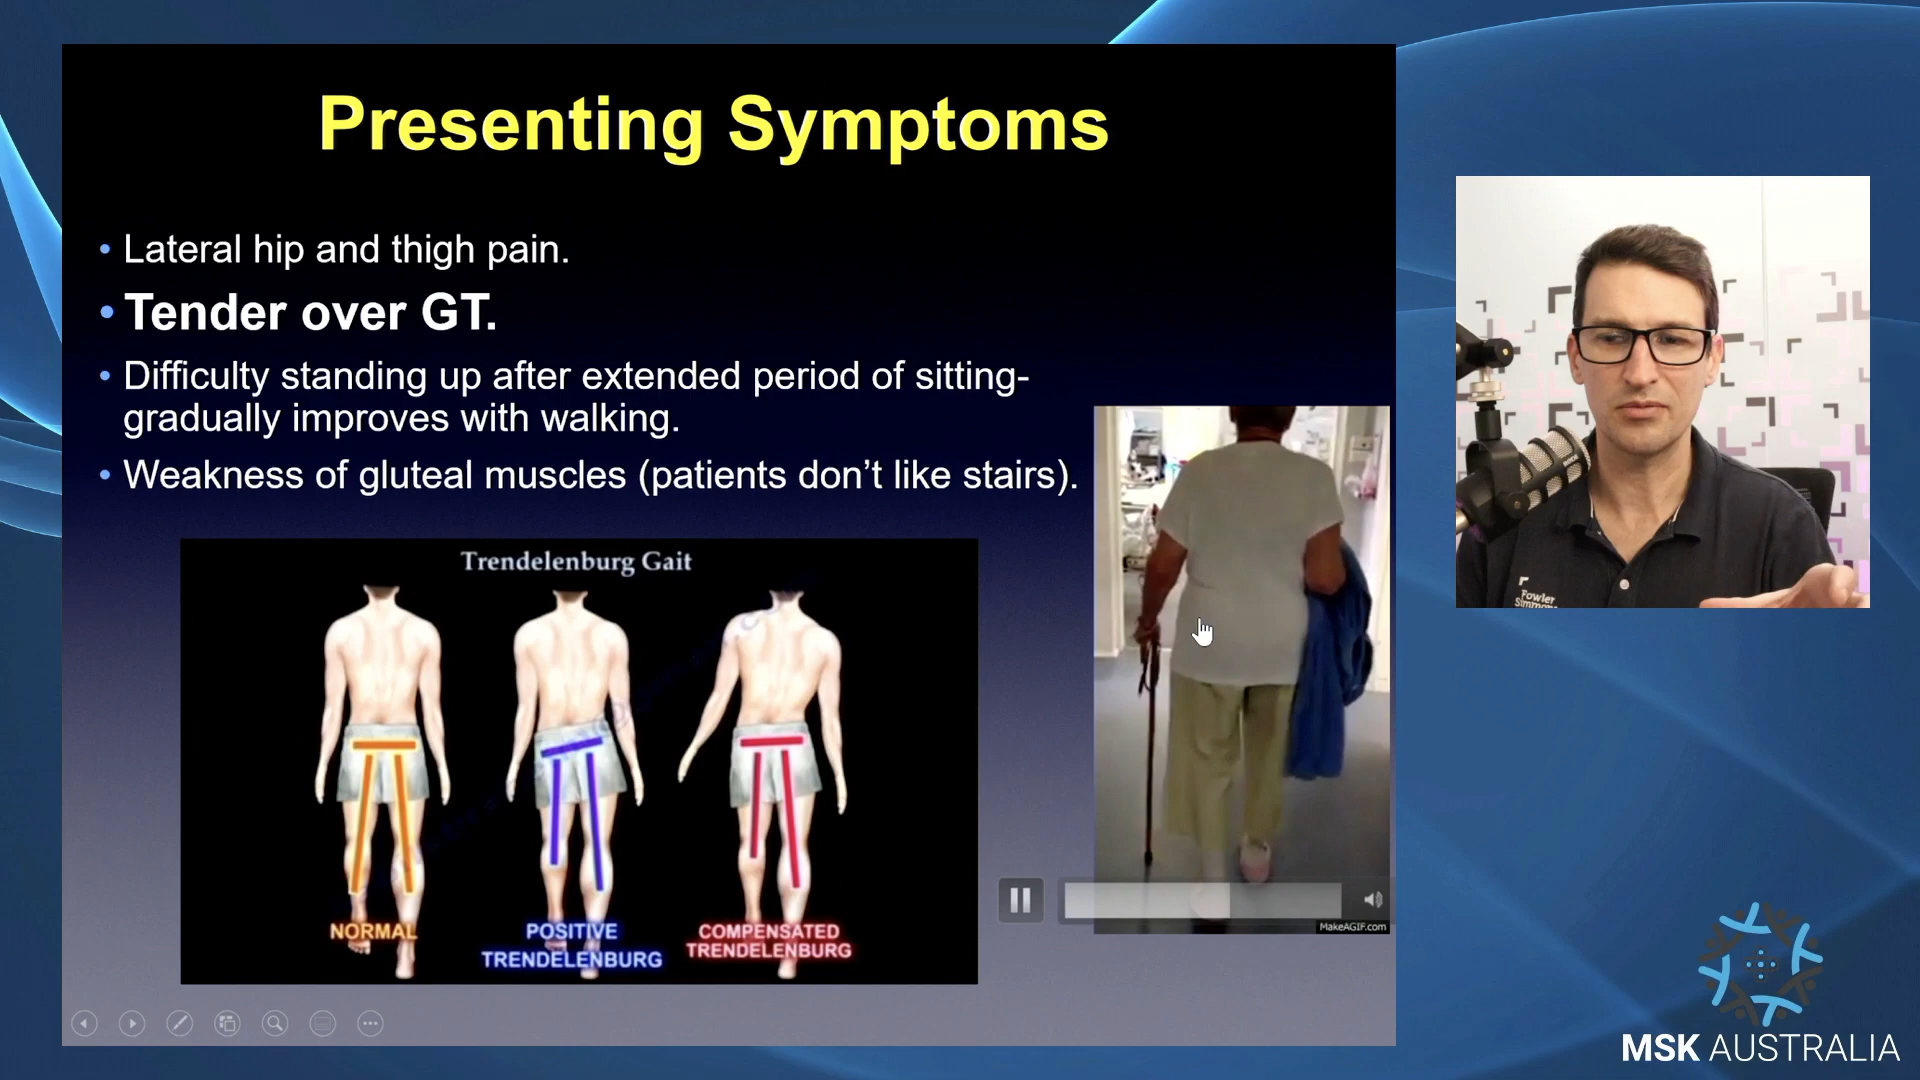 Presenting Symptoms
• Lateral hip and thigh pain.
• Tender over GT.
• Difficulty standing up after extended period of sitting-
gradually improves with walking.
• Weakness of gluteal muscles (patients don’t like stairs).
Trendelenburg Gait
NORMAL
POSITIVE
TRENDELENBURG
COMPENSATED
TRENDELENBURG
MakeAGIF.com
Fowler
MSK AUSTRALIA